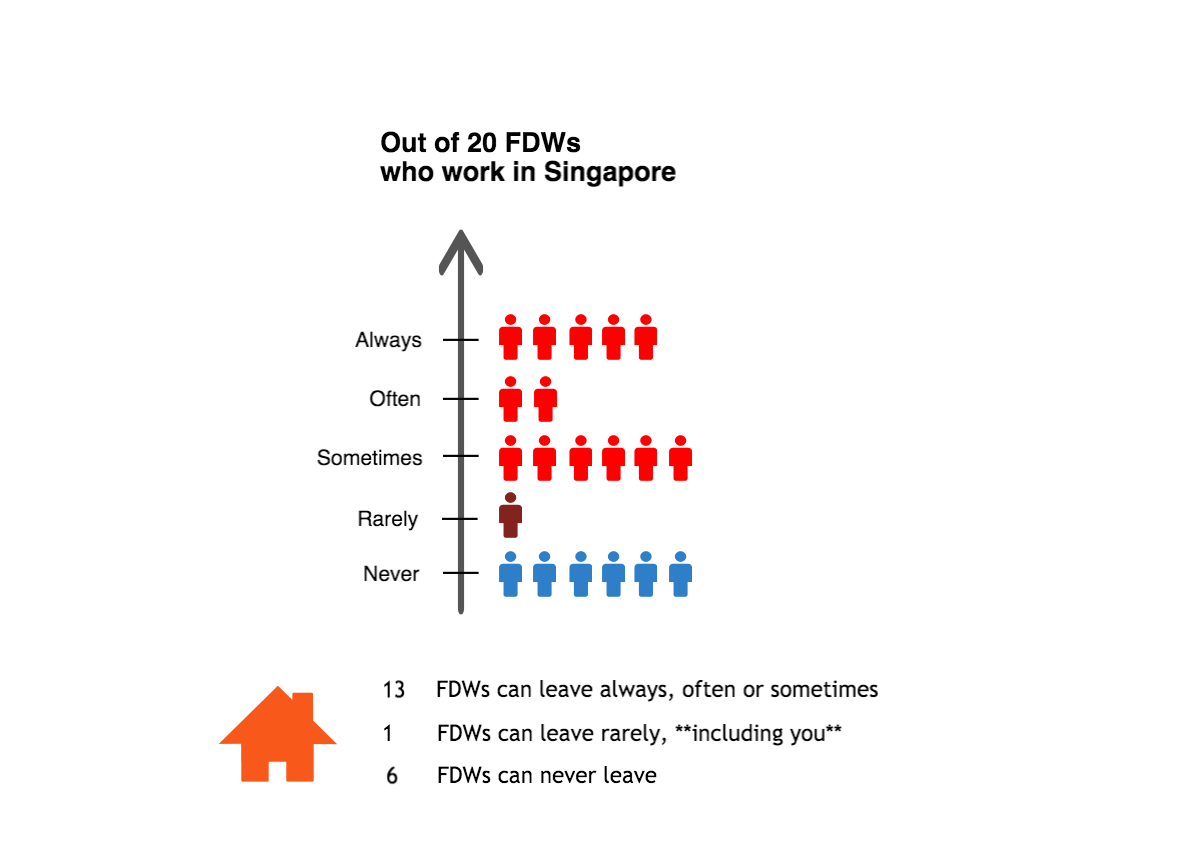 Out of 20 FDWs
who work in Singapore
Always
Often
Sometimes
Rarely
Never
13 FDWs can leave always, often or sometimes
1 FDWs can leave rarely, **including you**
6 FDWs can never leave